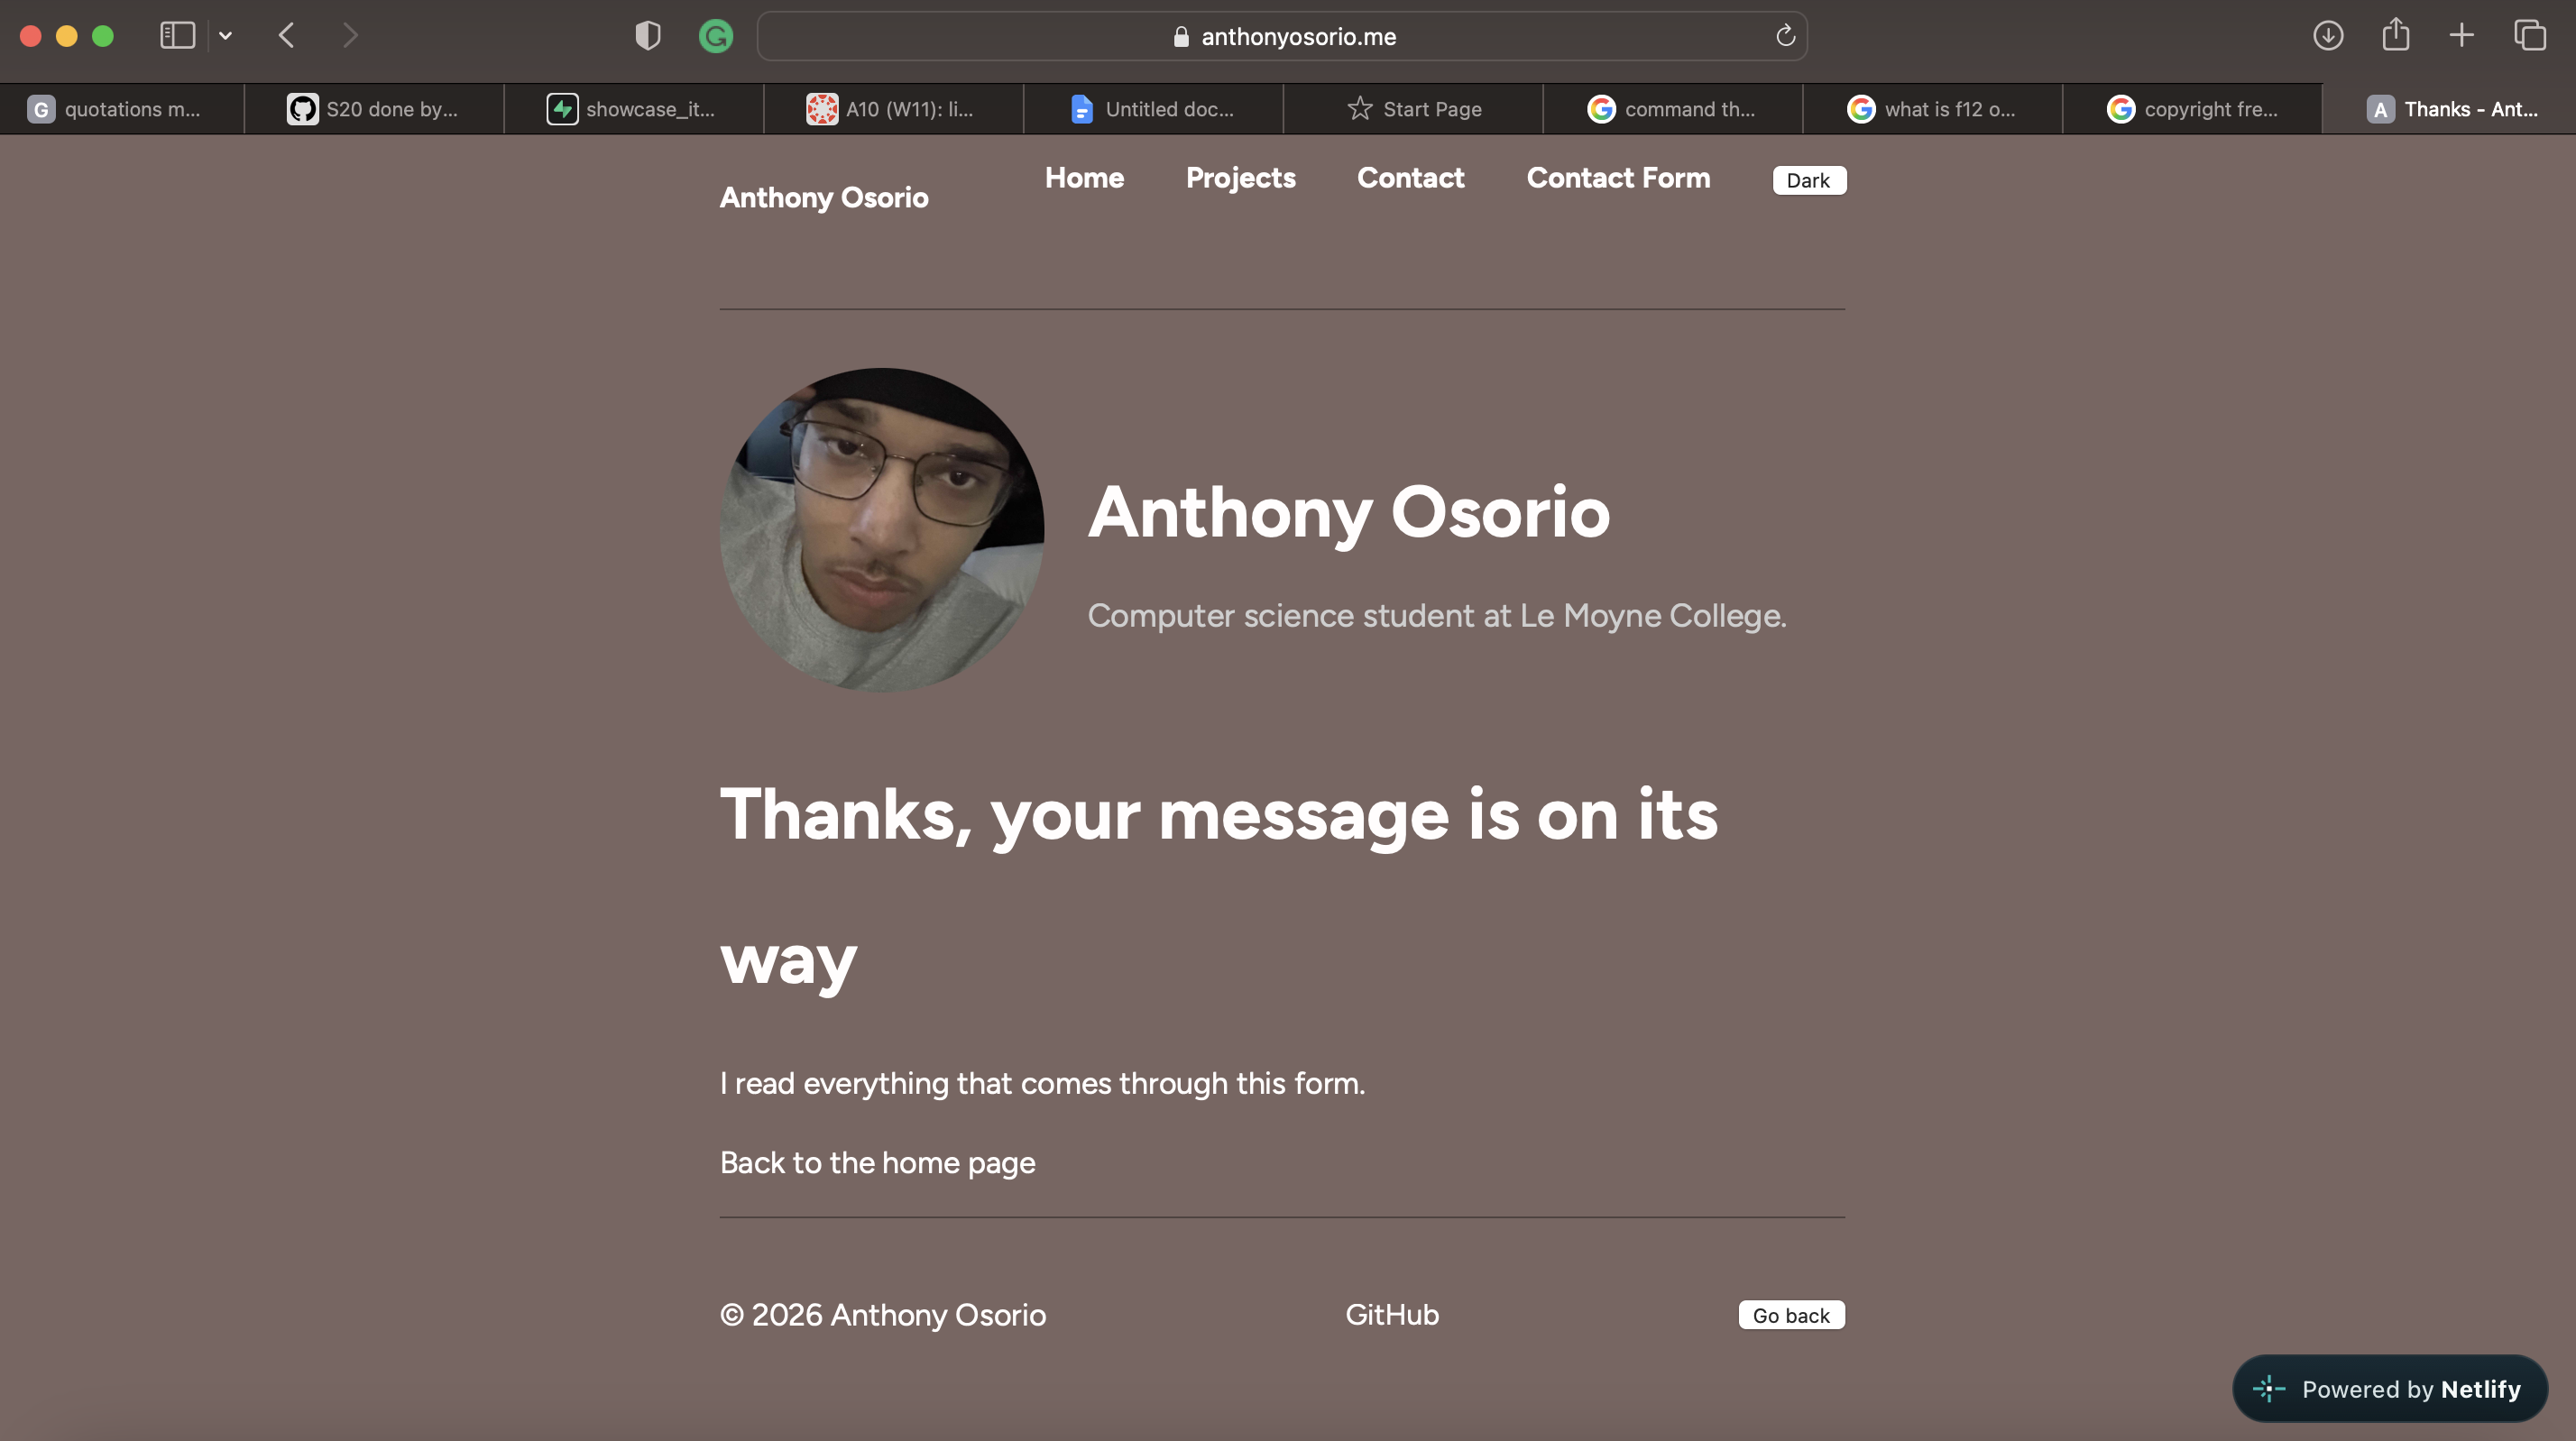 anthonyosorio.me
G quotations m...
S20 done by...
showcase_it...
A10 (W11): li...
Untitled doc...
Start Page
command th...
what is f12 o...
copyright fre...
A Thanks - Ant...
Anthony Osorio
Home
Projects
Contact
Contact Form
Dark
Anthony Osorio
Computer science student at Le Moyne College.
Thanks, your message is on its
way
I read everything that comes through this form.
Back to the home page
© 2026 Anthony Osorio
GitHub
Go back
Powered by Netlify